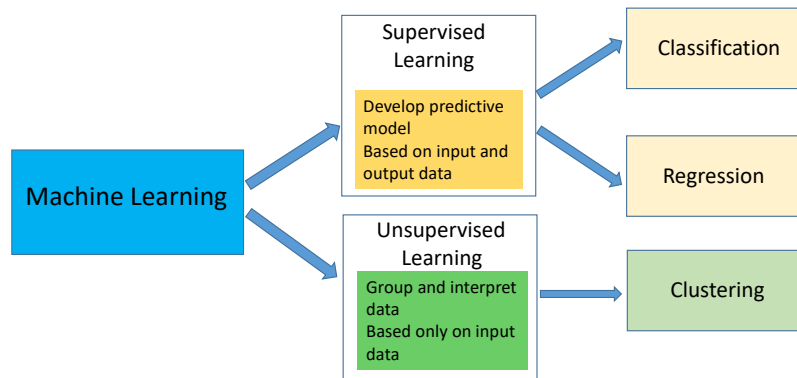 Machine Learning
Supervised
Learning
Develop predictive
model
Based on input and
output data
Classification
Regression
Unsupervised
Learning
Group and interpret
data
Based only on input
data
Clustering